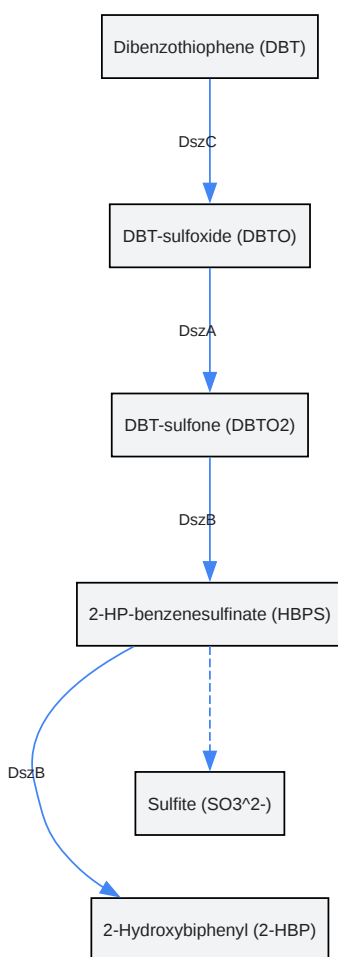 Dibenzothiophene (DBT)
DszC
DBT-sulfoxide (DBTO)
DszA
DBT-sulfone (DBTO2)
DszB
2-HP-benzenesulfinate (HBPS)
DszB
Sulfite (SO3^2-)
2-Hydroxybiphenyl (2-HBP)